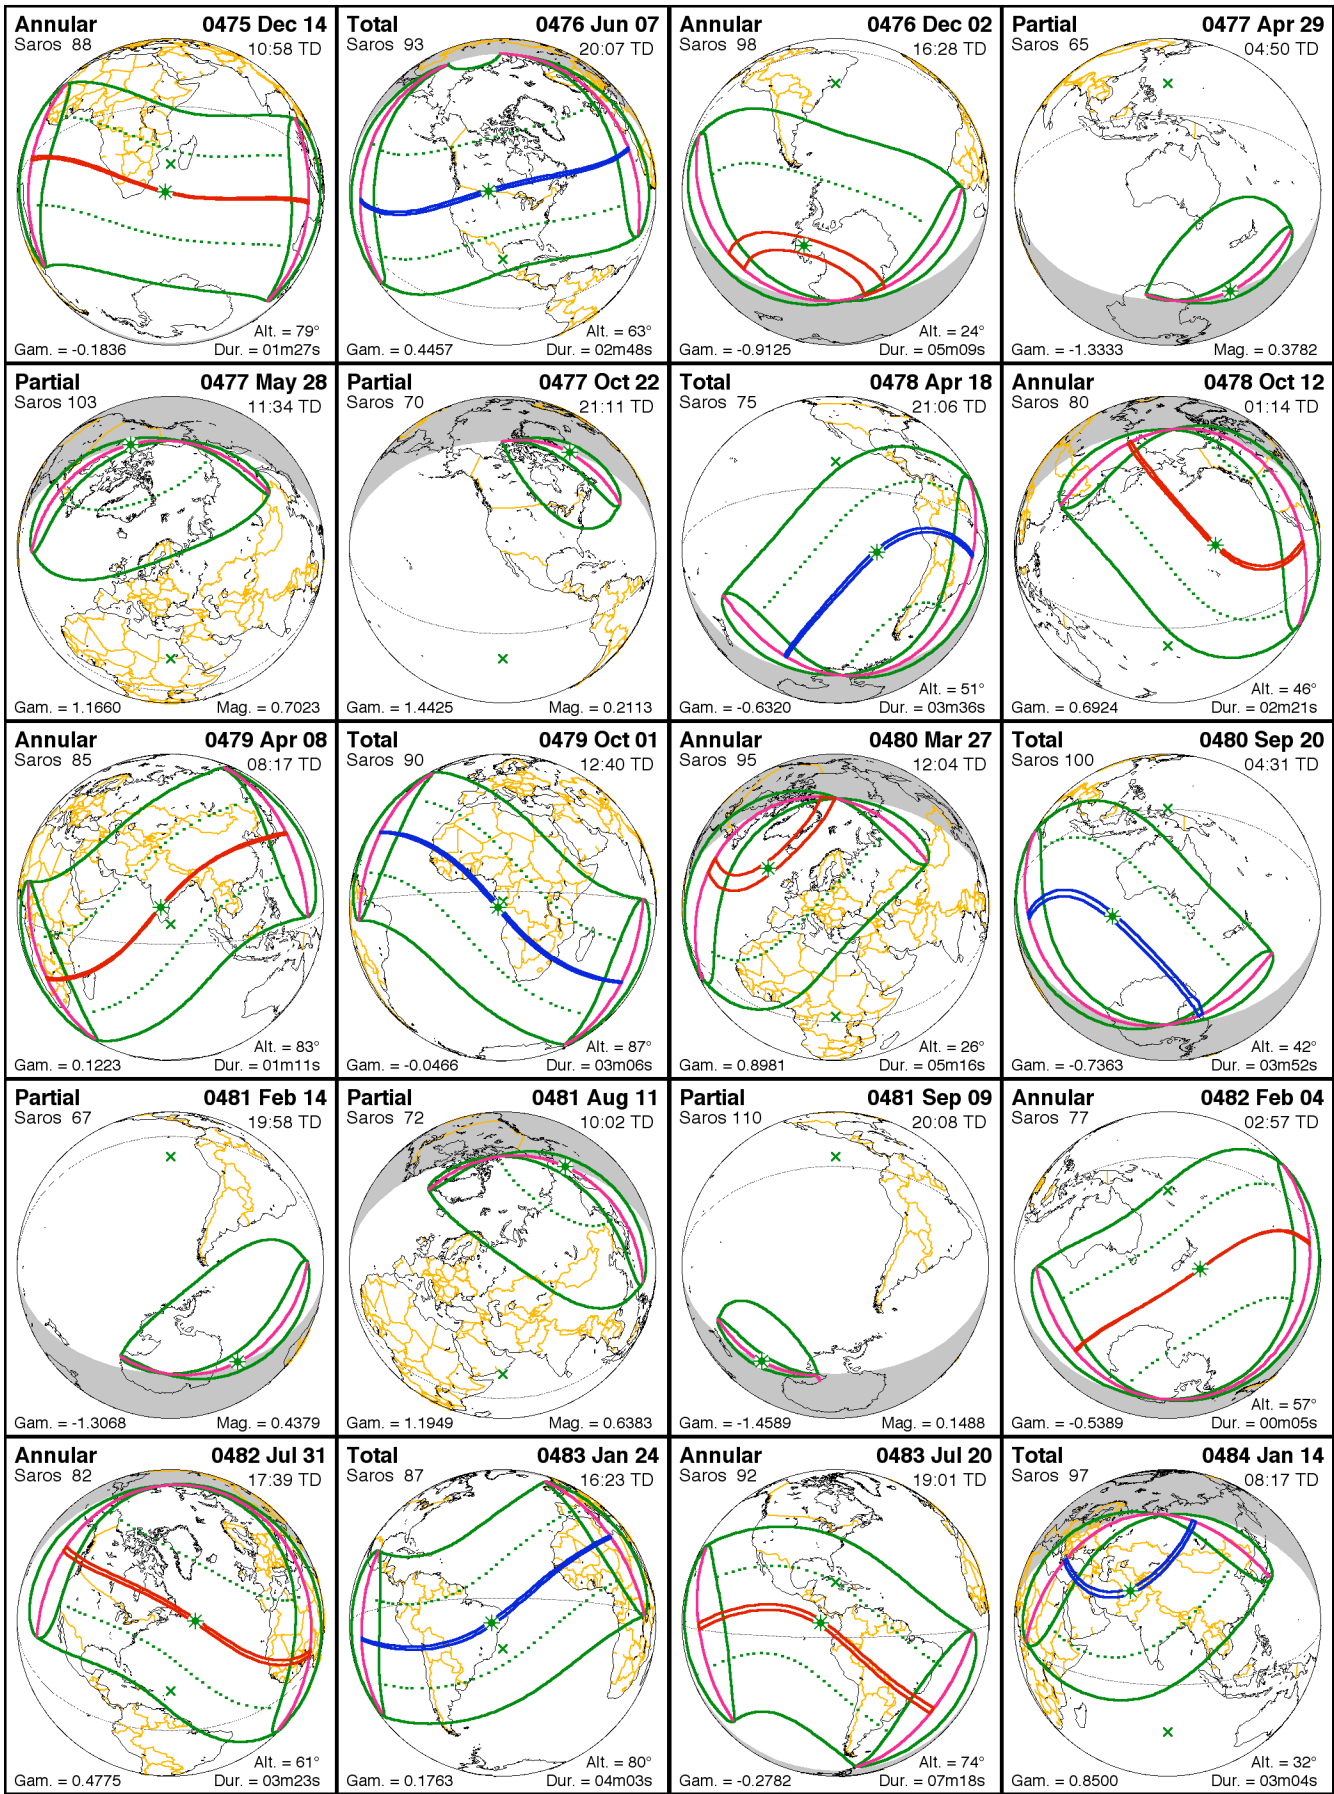 Annular 0475 Dec 14
Saros 88 10:58 TD
Alt. = 79°
Gam. = -0.1836 Dur. = 01m27s
Total 0476 Jun 07
Saros 93 20:07 TD
Alt. = 63°
Gam. = 0.4457 Dur. = 02m48s
Annular 0476 Dec 02
Saros 98 16:28 TD
Alt. = 24°
Gam. = -0.9125 Dur. = 05m09s
Partial 0477 Apr 29
Saros 65 04:50 TD
Gam. = -1.3333 Mag. = 0.3782
Partial 0477 May 28
Saros 103 11:34 TD
Gam. = 1.1660 Mag. = 0.7023
Partial 0477 Oct 22
Saros 70 21:11 TD
Gam. = 1.4425 Mag. = 0.2113
Total 0478 Apr 18
Saros 75 21:06 TD
Alt. = 51°
Gam. = -0.6320 Dur. = 03m36s
Annular 0478 Oct 12
Saros 80 01:14 TD
Alt. = 46°
Gam. = 0.6924 Dur. = 02m21s
Annular 0479 Apr 08
Saros 85 08:17 TD
Alt. = 83°
Gam. = 0.1223 Dur. = 01m11s
Total 0479 Oct 01
Saros 90 12:40 TD
Alt. = 87°
Gam. = -0.0466 Dur. = 03m06s
Annular 0480 Mar 27
Saros 95 12:04 TD
Alt. = 26°
Gam. = 0.8981 Dur. = 05m16s
Total 0480 Sep 20
Saros 100 04:31 TD
Alt. = 42°
Gam. = -0.7363 Dur. = 03m52s
Partial 0481 Feb 14
Saros 67 19:58 TD
Gam. = -1.3068 Mag. = 0.4379
Partial 0481 Aug 11
Saros 72 10:02 TD
Gam. = 1.1949 Mag. = 0.6383
Partial 0481 Sep 09
Saros 110 20:08 TD
Gam. = -1.4589 Mag. = 0.1488
Annular 0482 Feb 04
Saros 77 02:57 TD
Alt. = 57°
Gam. = -0.5389 Dur. = 00m05s
Annular 0482 Jul 31
Saros 82 17:39 TD
Alt. = 61°
Gam. = 0.4775 Dur. = 03m23s
Total 0483 Jan 24
Saros 87 16:23 TD
Alt. = 80°
Gam. = 0.1763 Dur. = 04m03s
Annular 0483 Jul 20
Saros 92 19:01 TD
Alt. = 74°
Gam. = -0.2782 Dur. = 07m18s
Total 0484 Jan 14
Saros 97 08:17 TD
Alt. = 32°
Gam. = 0.8500 Dur. = 03m04s